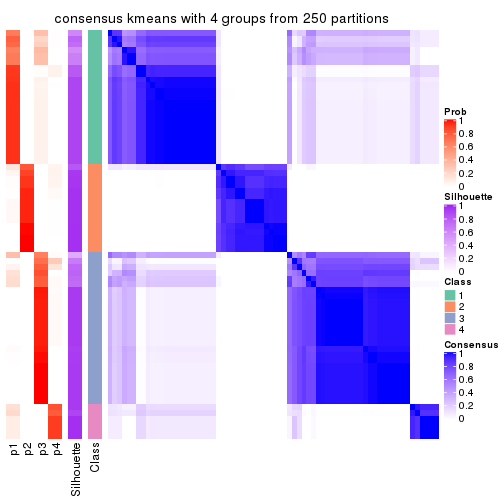 consensus kmeans with 4 groups from 250 partitions
Prob
1
0.8
0.6
0.4
0.2
0
Silhouette
1
0.8
0.6
0.4
0.2
0
Class
1
2
3
4
Consensus
1
0.8
0.6
0.4
0.2
0
p1
p2
p3
p4
Silhouette
Class